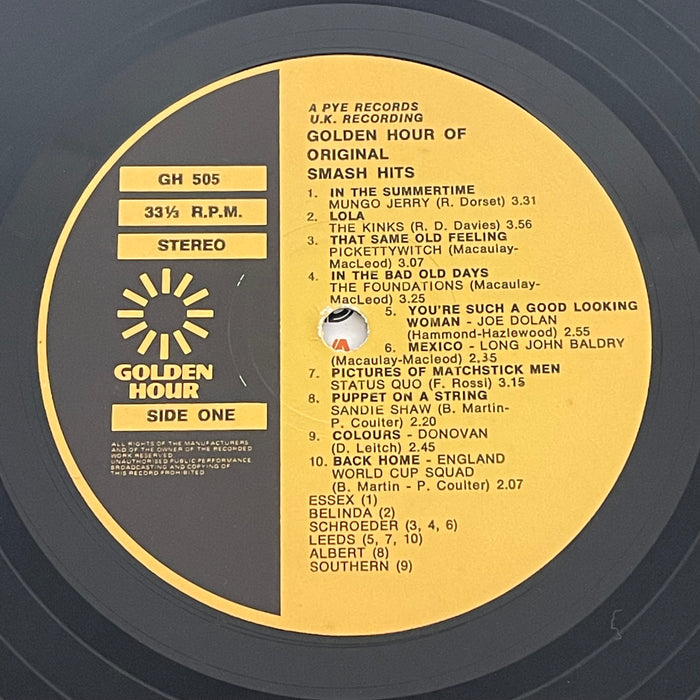 GH 505
33⅓ R.P.M.
STEREO
GOLDEN
HOUR
SIDE ONE
ALL RIGHTS OF THE MANUFACTURERS
AND OF THE OWNER OF THE RECORDED
WORK RESERVED
UNAUTHORISED PUBLIC PERFORMANCE
BROADCASTING AND COPYING OF
THIS RECORD PROHIBITED
A PYE RECORDS
U.K. RECORDING
GOLDEN HOUR OF
ORIGINAL
SMASH HITS
1. IN THE SUMMERTIME
MUNGO JERRY (R. Dorset) 3.31
2. LOLA
THE KINKS (R. D. Davies) 3.56
3. THAT SAME OLD FEELING
PICKETTYWITCH (Macaulay-
MacLeod) 3.07
4. IN THE BAD OLD DAYS
THE FOUNDATIONS (Macaulay-
MacLeod) 3.25
5. YOU'RE SUCH A GOOD LOOKING
WOMAN - JOE DOLAN
(Hammond-Hazlewood) 2.55
6. MEXICO - LONG JOHN BALDRY
(Macaulay-Macleod) 2.35
7. PICTURES OF MATCHSTICK MEN
STATUS QUO (F. Rossi) 3.15
8. PUPPET ON A STRING
SANDIE SHAW (B. Martin-
P. Coulter) 2.20
9. COLOURS - DONOVAN
(D. Leitch) 2.45
10. BACK HOME - ENGLAND
WORLD CUP SQUAD
(B. Martin - P. Coulter) 2.07
ESSEX (1)
BELINDA (2)
SCHROEDER (3, 4, 6)
LEEDS (5, 7, 10)
ALBERT (8)
SOUTHERN (9)